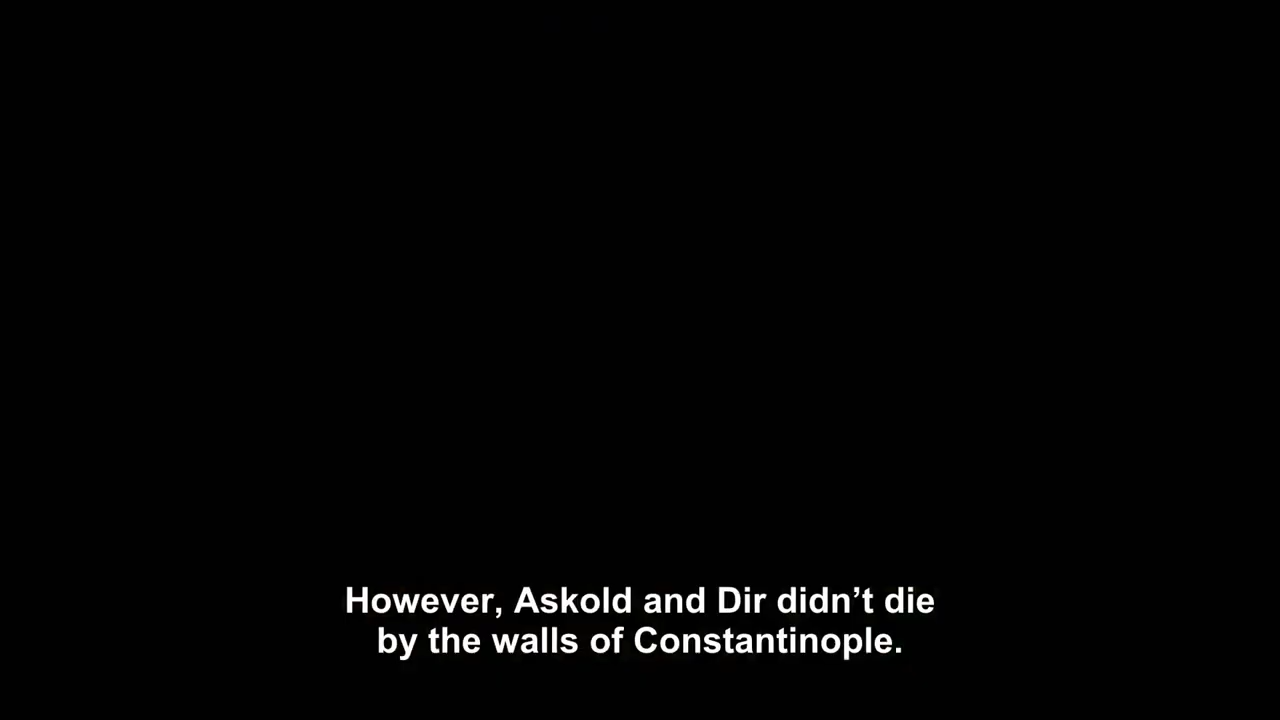 However, Askold and Dir didn’t die
by the walls of Constantinople.